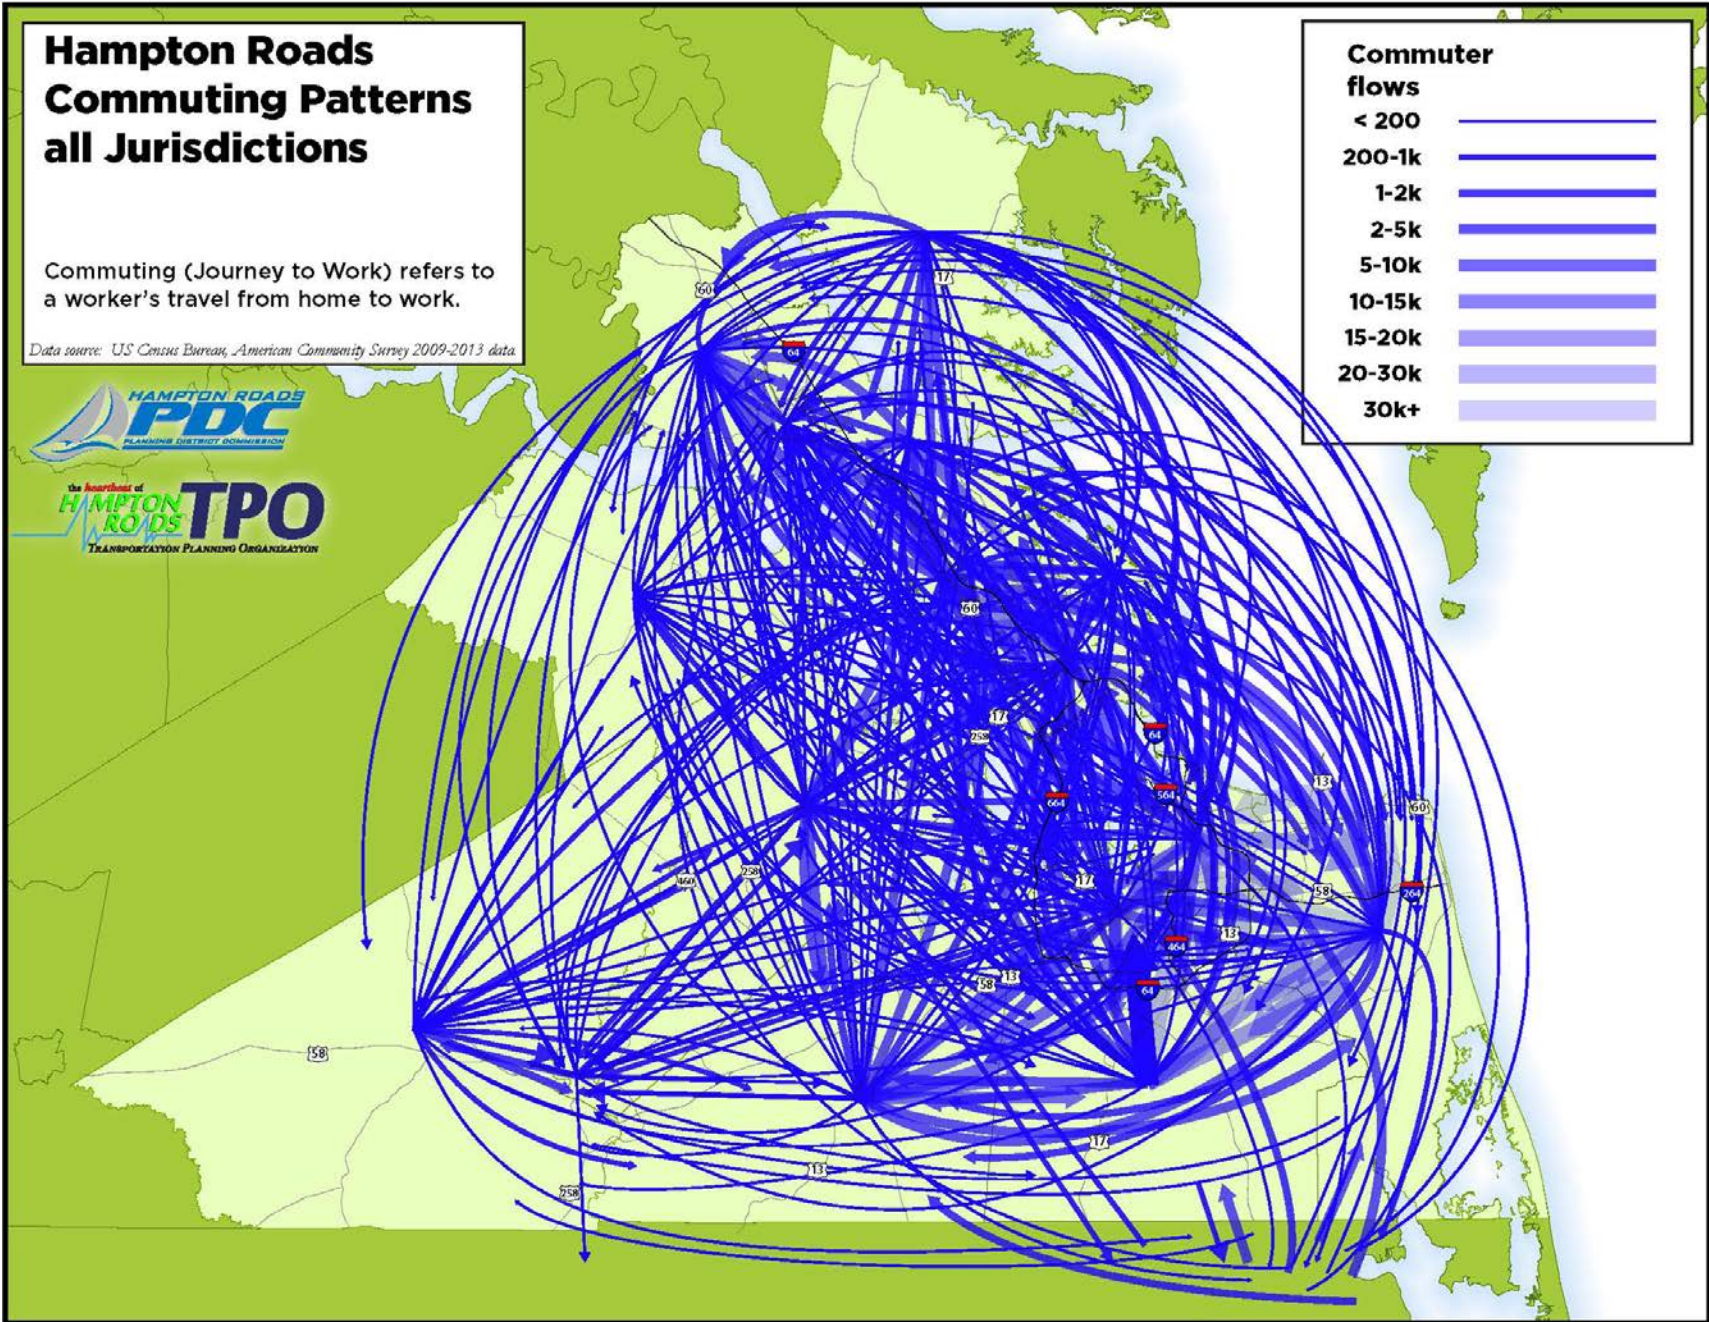 Hampton Roads
Commuting Patterns
all Jurisdictions
Commuting (Journey to Work) refers to
a worker's travel from home to work.
Data source: US Census Bureau, American Community Survey 2009-2013 data
HAMPTON ROADS
PDC
PLANNING DISTRICT COMMISSION
the heartbeat of
HAMPTON
ROADS
TPO
TRANSPORTATION PLANNING ORGANIZATION
Commuter
flows
< 200
200-1k
1-2k
2-5k
5-10k
10-15k
15-20k
20-30k
30k+
17
60
64
60
17
258
64
13
664
564
60
258
460
17
58
264
13
464
58
13
64
58
17
13
258